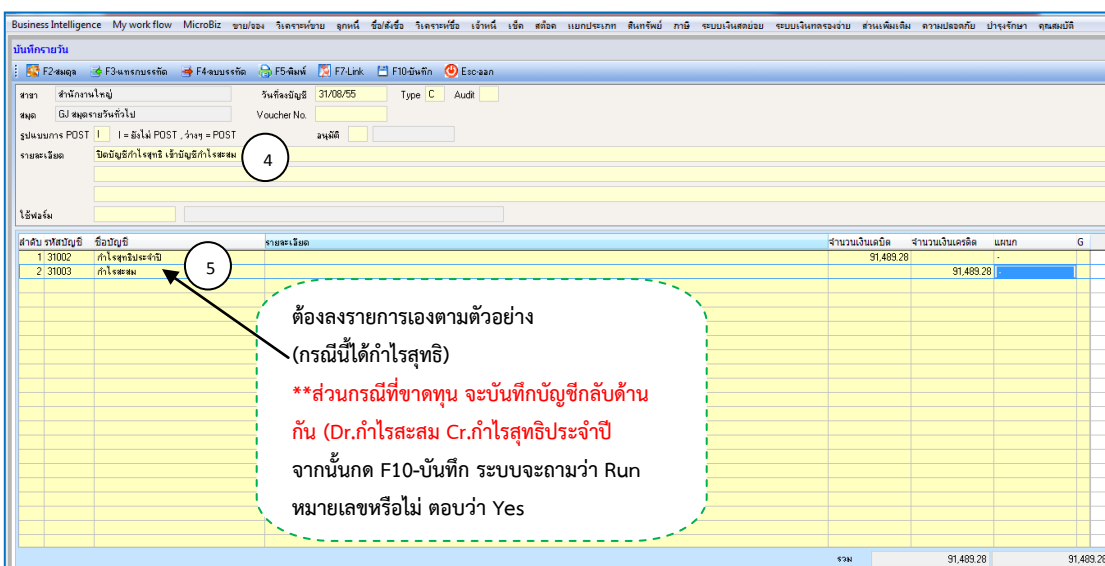 Business Intelligence My work flow MicroBiz ขาย/จอง วิเคราะห์ขาย ลูกหนี้ ซื้อ/สั่งซื้อ วิเคราะห์ซื้อ เจ้าหนี้ เช็ค สต็อค แยกประเภท สินทรัพย์ ภาษี ระบบเงินสดย่อย ระบบเงินทดรองจ่าย ส่วนเพิ่มเติม ความปลอดภัย บำรุงรักษา คุณสมบัติ
บันทึกรายวัน
F2-สมดุล F3-แทรกบรรทัด F4-ลบบรรทัด F5-พิมพ์ F7-Link F10-บันทึก Esc-ออก
สาขา สำนักงานใหญ่ วันที่ลงบัญชี 31/08/55 Type C Audit
สมุด GJ สมุดรายวันทั่วไป Voucher No.
รูปแบบการ POST I I = ยังไม่ POST , ว่างๆ = POST อนุมัติ
รายละเอียด ปิดบัญชีกำไรสุทธิ เข้าบัญชีกำไรสะสม 4
ใช้ฟอร์ม
ลำดับ รหัสบัญชี ชื่อบัญชี รายละเอียด จำนวนเงินเดบิต จำนวนเงินเครดิต แผนก G
1 31002 กำไรสุทธิประจำปี 91,489.28 -
2 31003 กำไรสะสม 91,489.28 -
5
ต้องลงรายการเองตามตัวอย่าง
(กรณีนี้ได้กำไรสุทธิ)
**ส่วนกรณีที่ขาดทุน จะบันทึกบัญชีกลับด้าน
กัน (Dr.กำไรสะสม Cr.กำไรสุทธิประจำปี
จากนั้นกด F10-บันทึก ระบบจะถามว่า Run
หมายเลขหรือไม่ ตอบว่า Yes
รวม 91,489.28 91,489.28